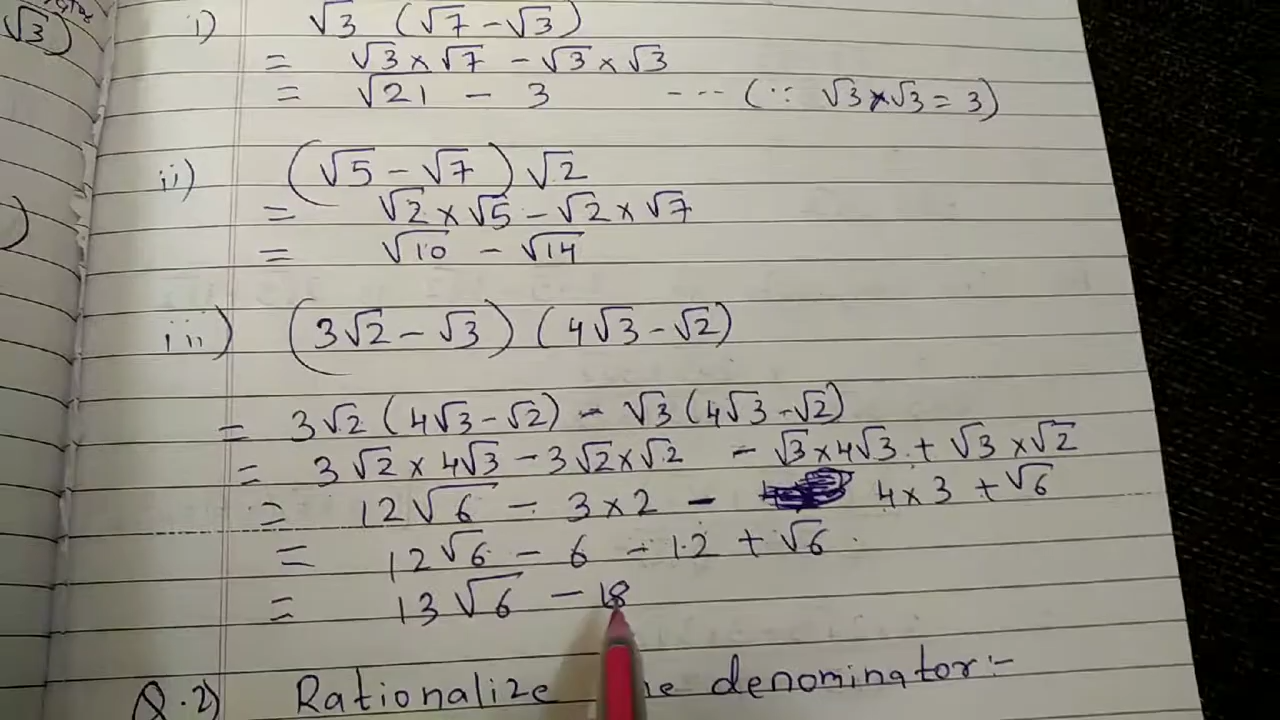 √3)
i) √3 (√7 - √3)
= √3 × √7 - √3 × √3
= √21 - 3 --- (∵ √3 × √3 = 3)
ii) (√5 - √7) √2
= √2 × √5 - √2 × √7
= √10 - √14
iii) (3√2 - √3) (4√3 - √2)
= 3√2 (4√3 - √2) - √3 (4√3 - √2)
= 3√2 × 4√3 - 3√2 × √2 - √3 × 4√3 + √3 × √2
= 12√6 - 3 × 2 - 4 × 3 + √6
= 12√6 - 6 - 12 + √6
= 13√6 - 18
Q.2) Rationalize denominator:-